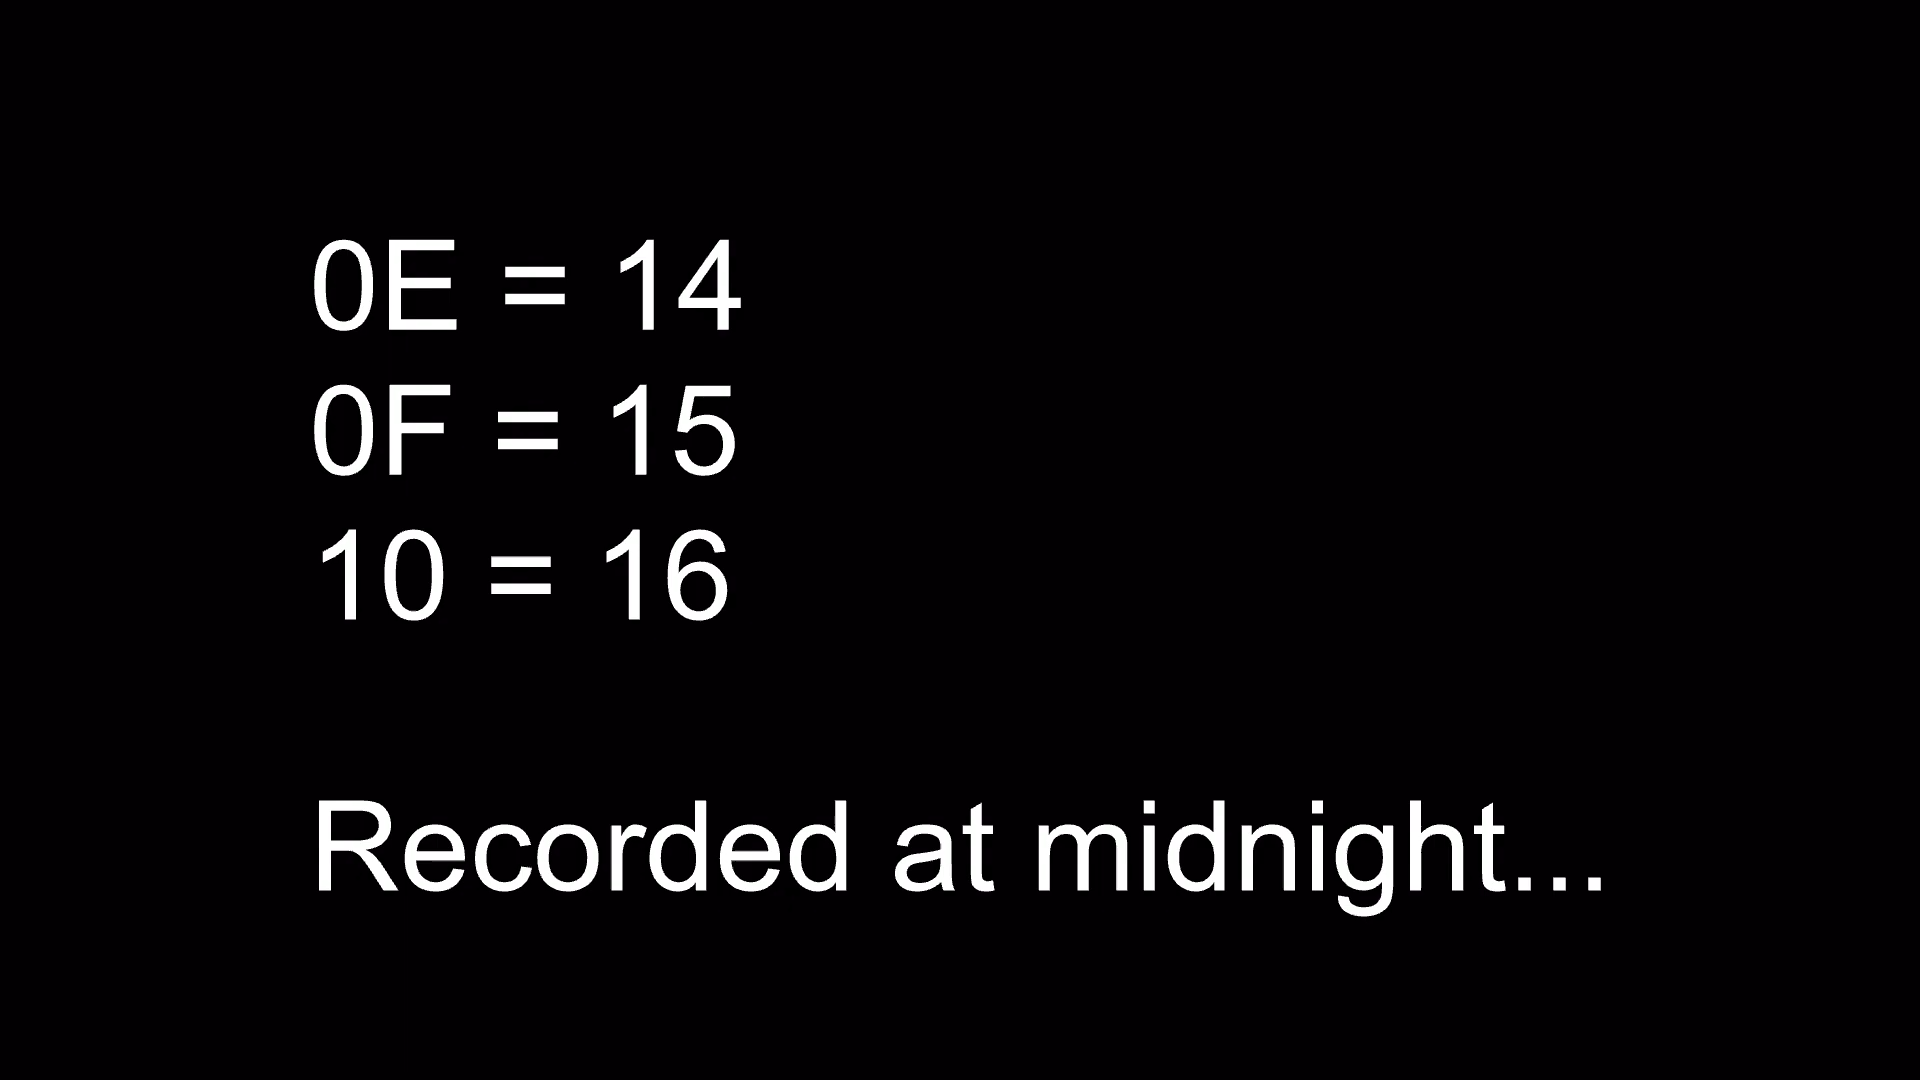 0E = 14
0F = 15
10 = 16
Recorded at midnight...